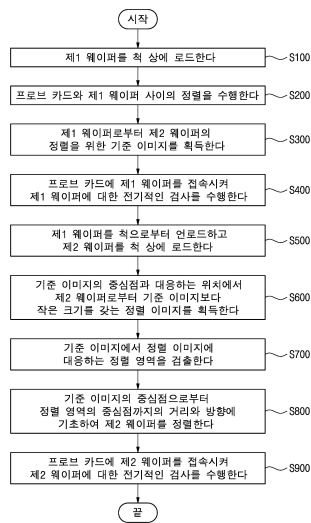 시작
제1 웨이퍼를 척 상에 로드한다
S100
프로브 카드와 제1 웨이퍼 사이의 정렬을 수행한다
S200
제1 웨이퍼로부터 제2 웨이퍼의
정렬을 위한 기준 이미지를 획득한다
S300
프로브 카드에 제1 웨이퍼를 접속시켜
제1 웨이퍼에 대한 전기적인 검사를 수행한다
S400
제1 웨이퍼를 척으로부터 언로드하고
제2 웨이퍼를 척 상에 로드한다
S500
기준 이미지의 중심점과 대응하는 위치에서
제2 웨이퍼로부터 기준 이미지보다
작은 크기를 갖는 정렬 이미지를 획득한다
S600
기준 이미지에서 정렬 이미지에
대응하는 정렬 영역을 검출한다
S700
기준 이미지의 중심점으로부터
정렬 영역의 중심점까지의 거리와 방향에
기초하여 제2 웨이퍼를 정렬한다
S800
프로브 카드에 제2 웨이퍼를 접속시켜
제2 웨이퍼에 대한 전기적인 검사를 수행한다
S900
끝